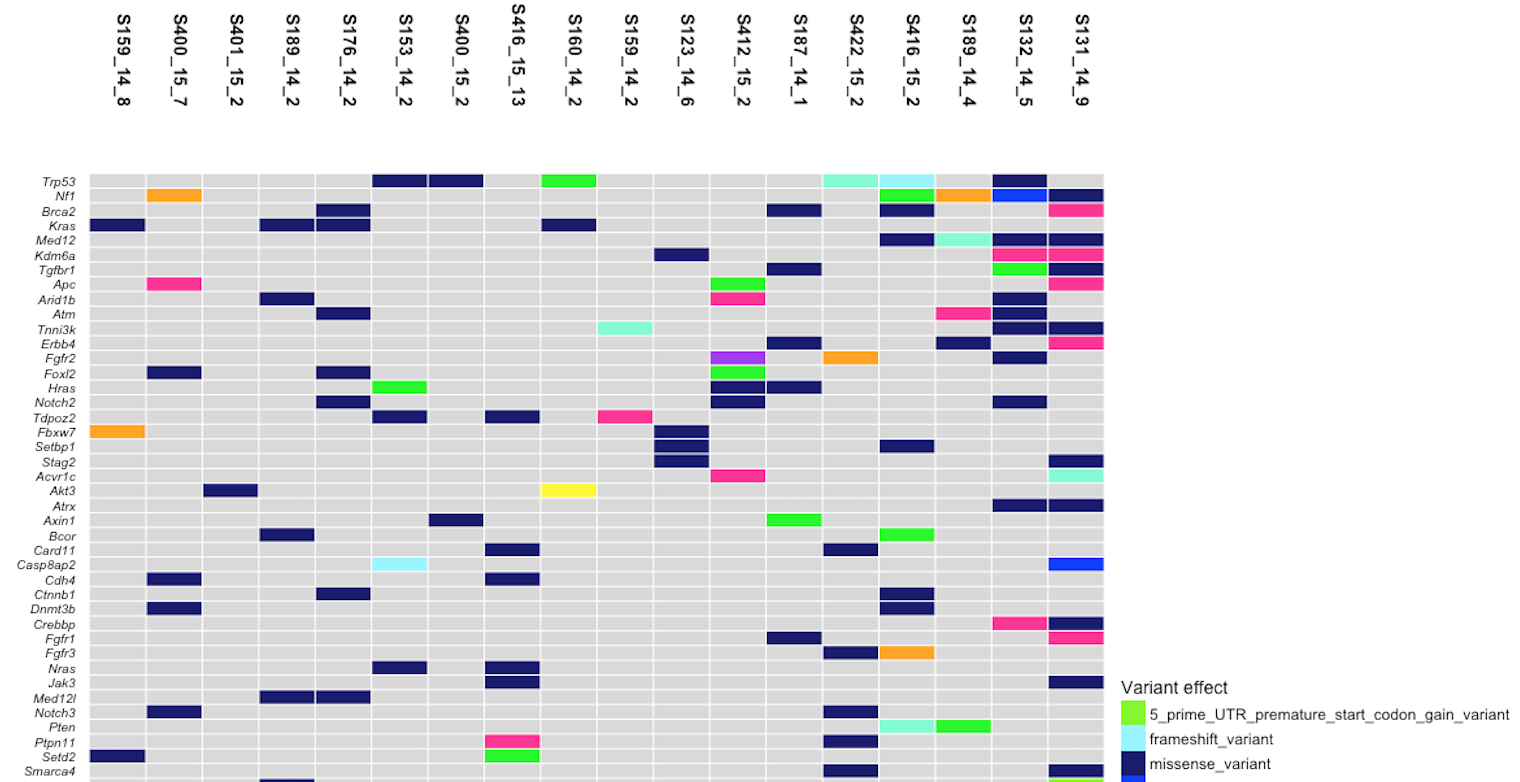 S159_14_8
S400_15_7
S401_15_2
S189_14_2
S176_14_2
S153_14_2
S400_15_2
S416_15_13
S160_14_2
S159_14_2
S123_14_6
S412_15_2
S187_14_1
S422_15_2
S416_15_2
S189_14_4
S132_14_5
S131_14_9
Trp53
Nf1
Brca2
Kras
Med12
Kdm6a
Tgfbr1
Apc
Arid1b
Atm
Tnni3k
Erbb4
Fgfr2
Foxl2
Hras
Notch2
Tdpoz2
Fbxw7
Setbp1
Stag2
Acvr1c
Akt3
Atrx
Axin1
Bcor
Card11
Casp8ap2
Cdh4
Ctnnb1
Dnmt3b
Crebbp
Fgfr1
Fgfr3
Nras
Jak3
Med12l
Notch3
Pten
Ptpn11
Setd2
Smarca4
Variant effect
5_prime_UTR_premature_start_codon_gain_variant
frameshift_variant
missense_variant